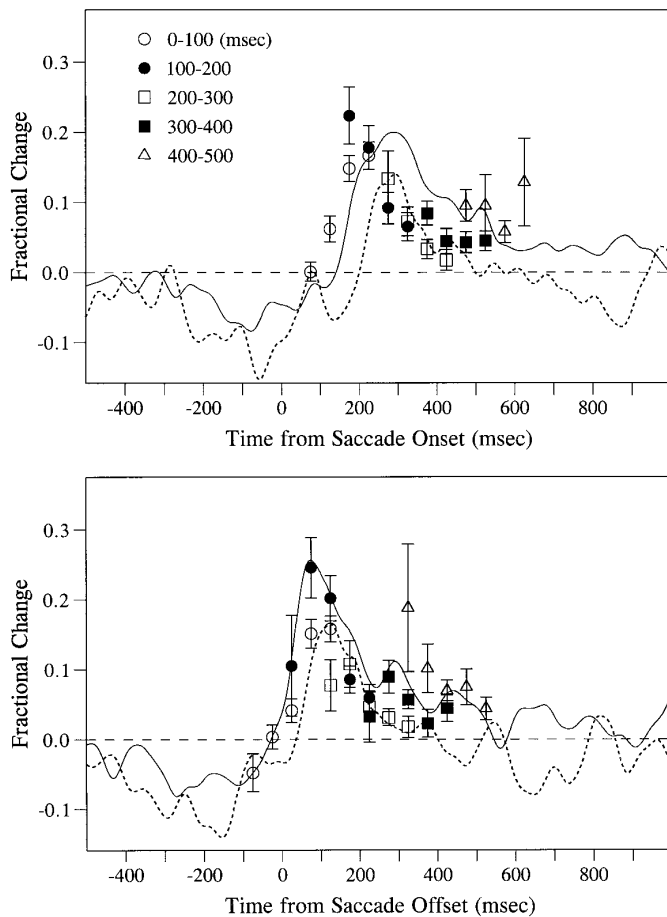 0-100 (msec)
100-200
200-300
300-400
400-500
0.3
0.2
0.1
0.0
-0.1
Fractional Change
-400 -200 0 200 400 600 800
Time from Saccade Onset (msec)
0.3
0.2
0.1
0.0
-0.1
Fractional Change
-400 -200 0 200 400 600 800
Time from Saccade Offset (msec)